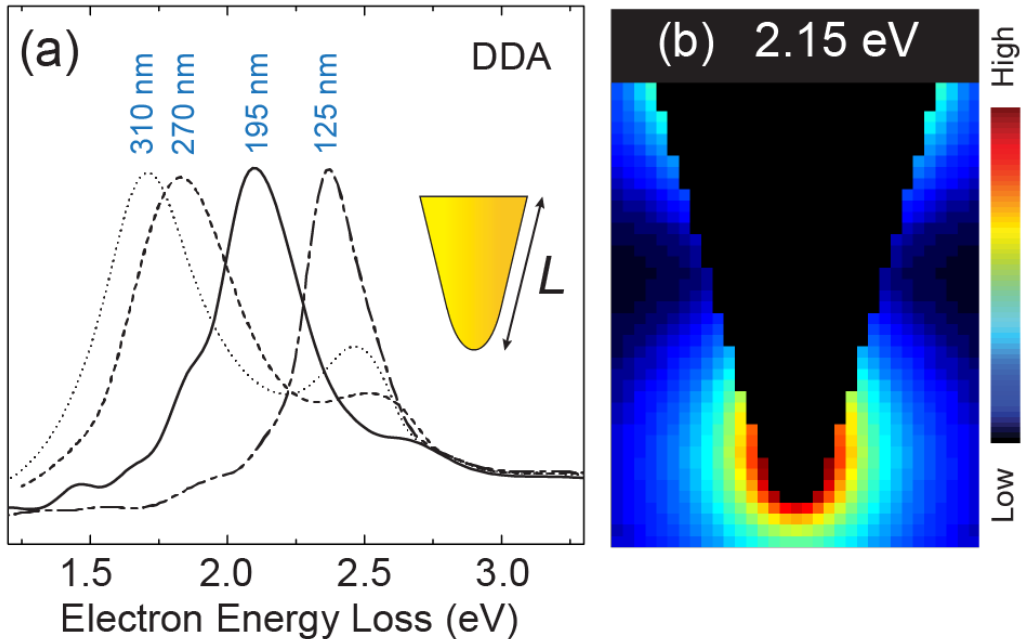 (a)
DDA
310 nm
270 nm
195 nm
125 nm
L
1.5 2.0 2.5 3.0
Electron Energy Loss (eV)
(b) 2.15 eV
High
Low